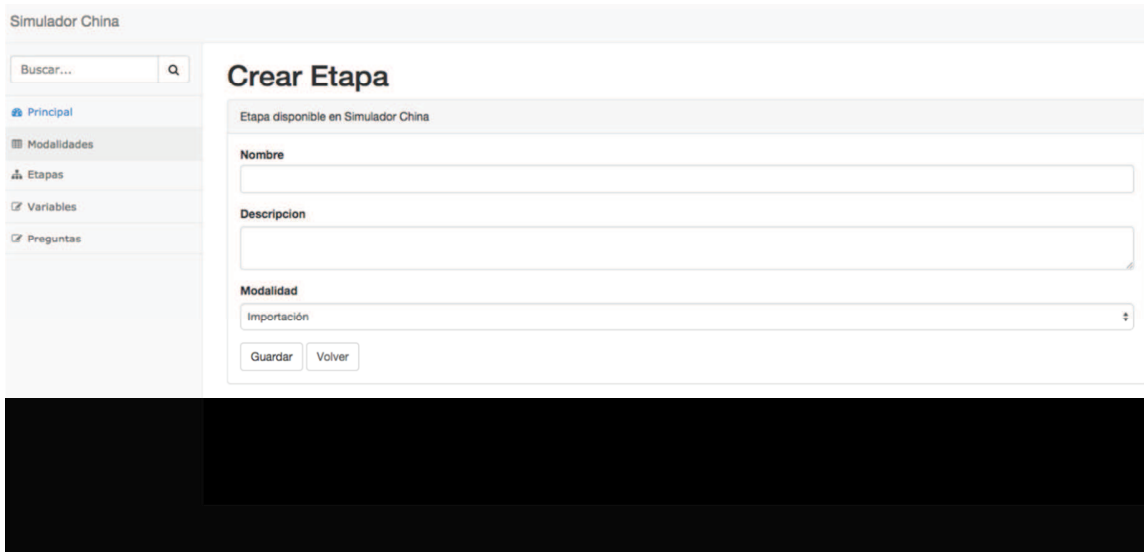 Simulador China
Buscar...
Principal
Modalidades
Etapas
Variables
Preguntas
Crear Etapa
Etapa disponible en Simulador China
Nombre
Descripcion
Modalidad
Importación
Guardar
Volver